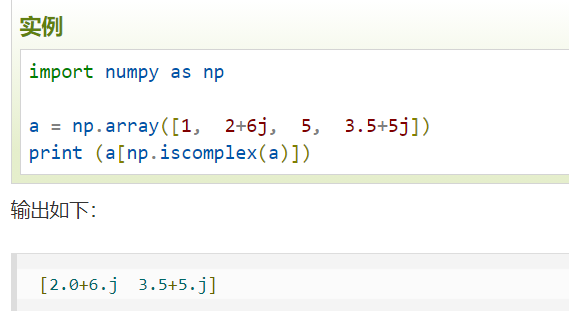 实例
import numpy as np
a = np.array([1,  2+6j,  5,  3.5+5j])
print (a[np.iscomplex(a)])
输出如下：
[2.0+6.j  3.5+5.j]